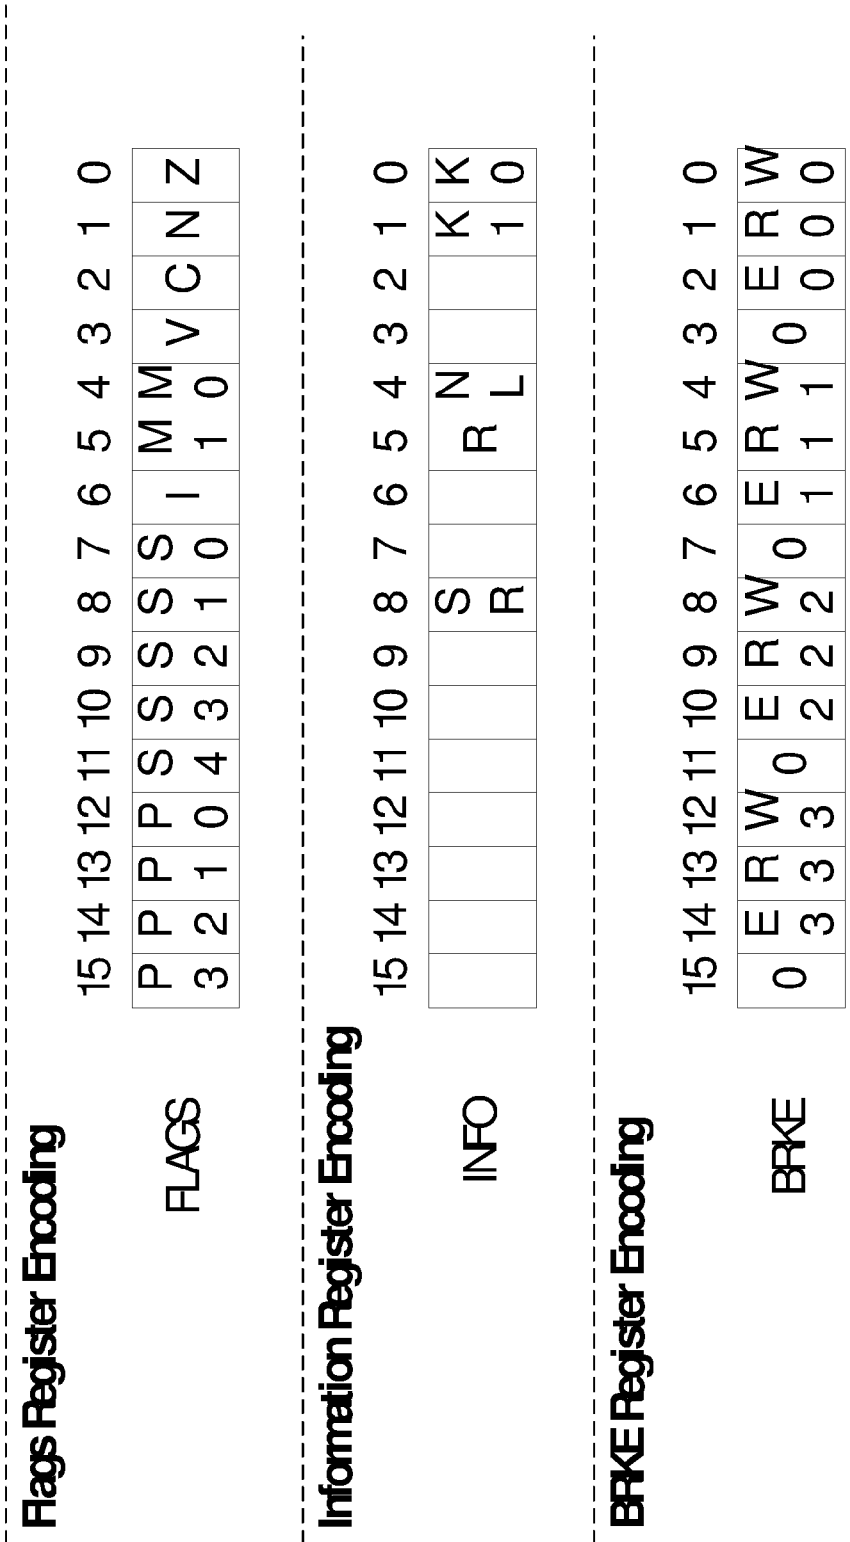 Flags Register Encoding
15 14 13 12 11 10 9 8 7 6 5 4 3 2 1 0
FLAGS P3 P2 P1 P0 S4 S3 S2 S1 S0 I M1 M0 V C N Z
Information Register Encoding
15 14 13 12 11 10 9 8 7 6 5 4 3 2 1 0
INFO SR R NL K1 K0
BRKE Register Encoding
15 14 13 12 11 10 9 8 7 6 5 4 3 2 1 0
BRKE 0 E3 R3 W3 0 E2 R2 W2 0 E1 R1 W1 0 E0 R0 W0